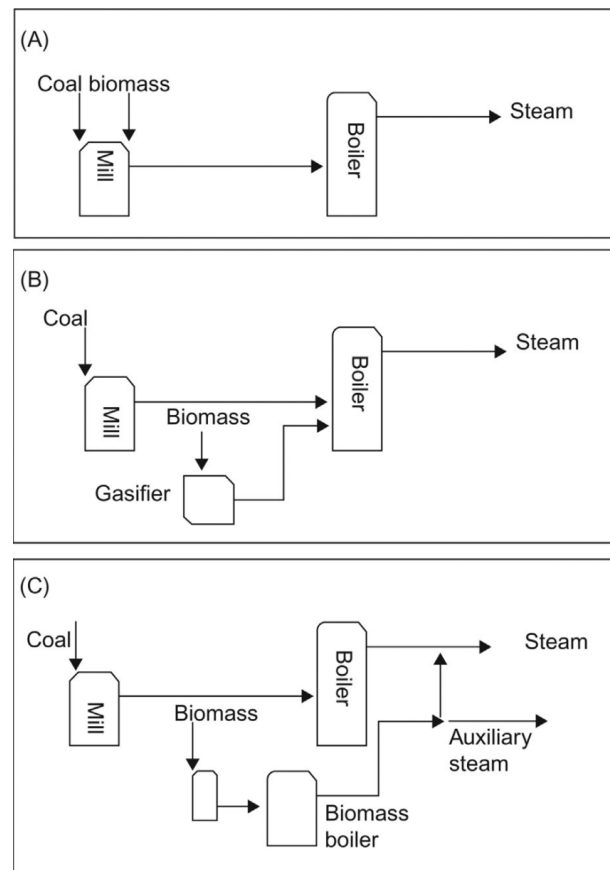 (A)
Coal biomass
Mill
Boiler
Steam
(B)
Coal
Mill
Biomass
Gasifier
Boiler
Steam
(C)
Coal
Mill
Biomass
Boiler
Steam
Auxiliary
steam
Biomass
boiler